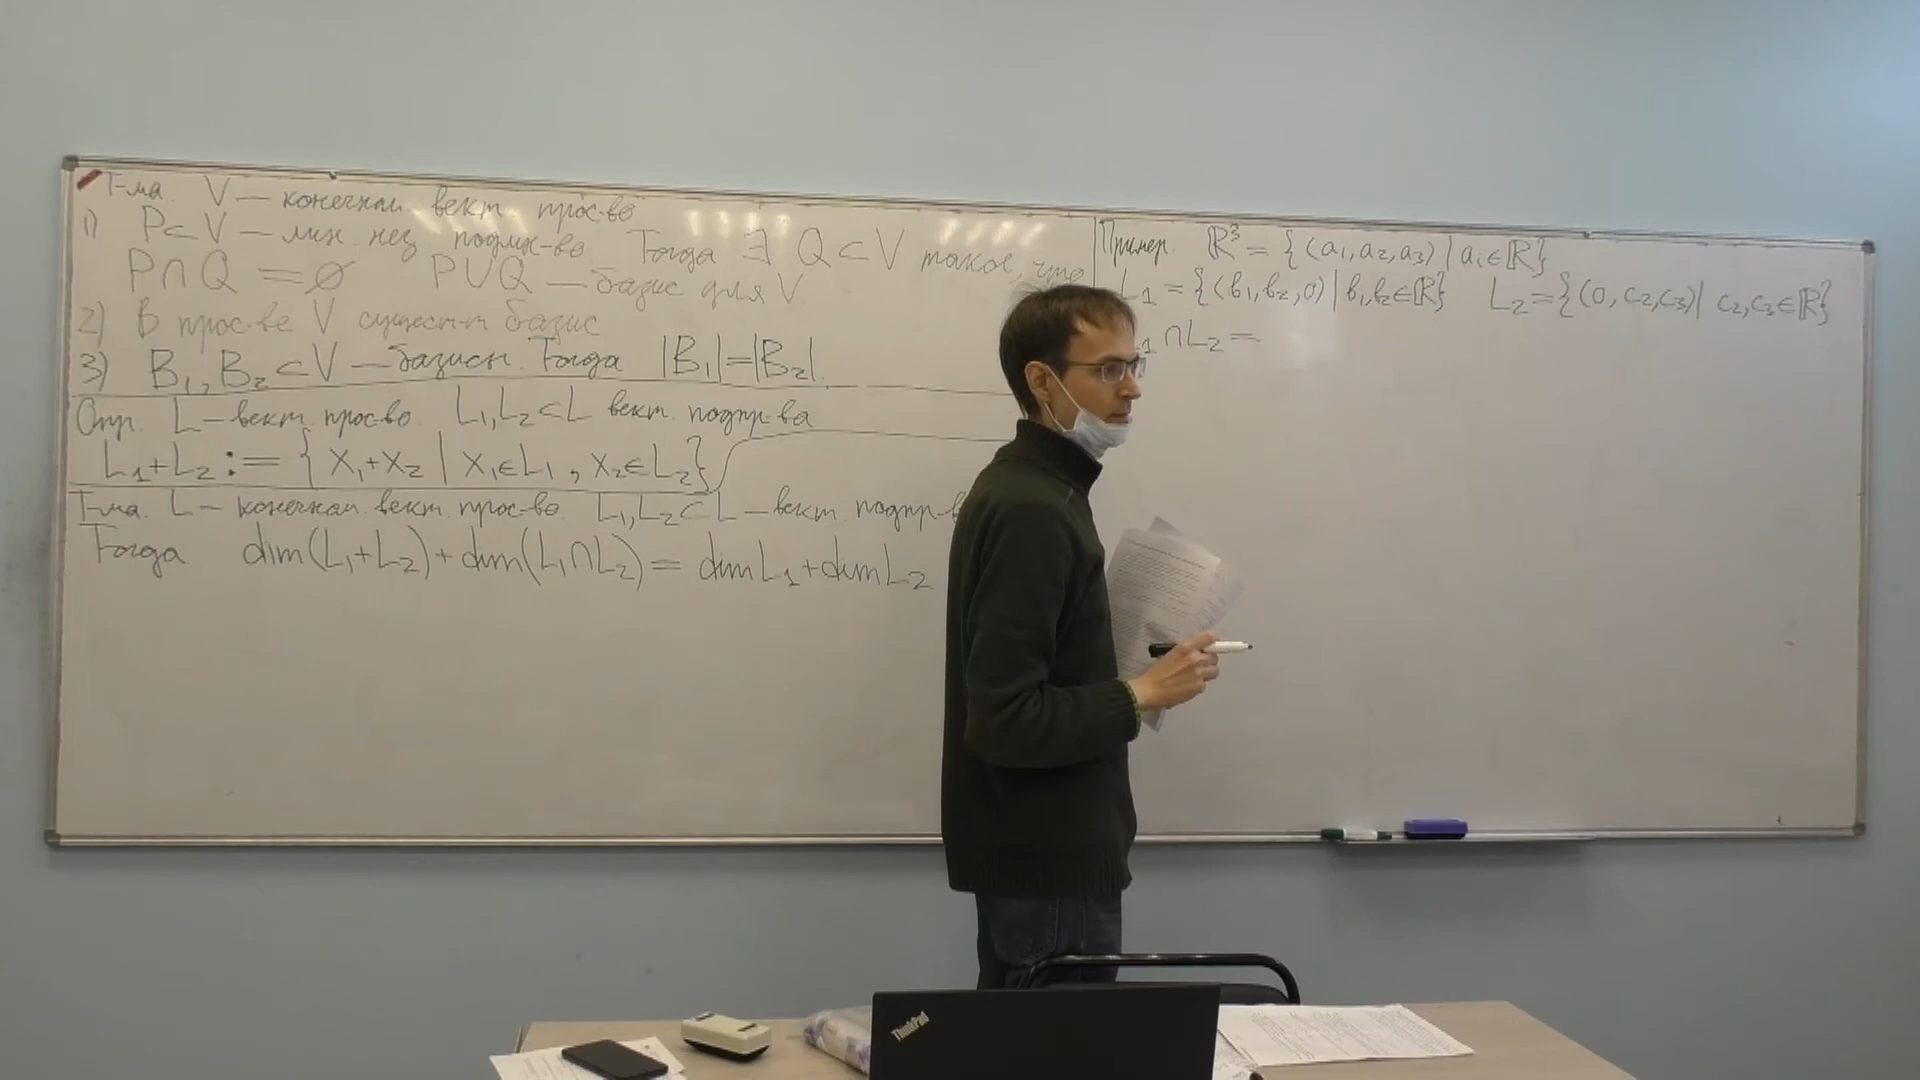 Т-ма. V — конечном. вект. прос-во
1) P⊂V — лин. нез. подмн-во. Тогда ∃ Q⊂V такое, что
P∩Q = ∅ P∪Q — базис для V
2) В прос-ве V сущест-т базис
3) B₁, B₂ ⊂ V — базисы. Тогда |B₁|=|B₂|.
Опр. L — вект. прос-во. L₁, L₂ ⊂ L вект. подпр-ва
L₁+L₂ := { x₁+x₂ | x₁∈L₁, x₂∈L₂}
Т-ма. L — конечном. вект. прос-во. L₁, L₂ ⊂ L — вект. подпр-в
Тогда dim(L₁+L₂)+dim(L₁∩L₂) = dim L₁+dim L₂
Пример. ℝ³ = {(a₁,a₂,a₃) | aᵢ∈ℝ}
L₁ = {(b₁,b₂,0) | b₁,b₂∈ℝ} L₂={(0,c₂,c₃) | c₂,c₃∈ℝ}
₁∩L₂ =
ThinkPad